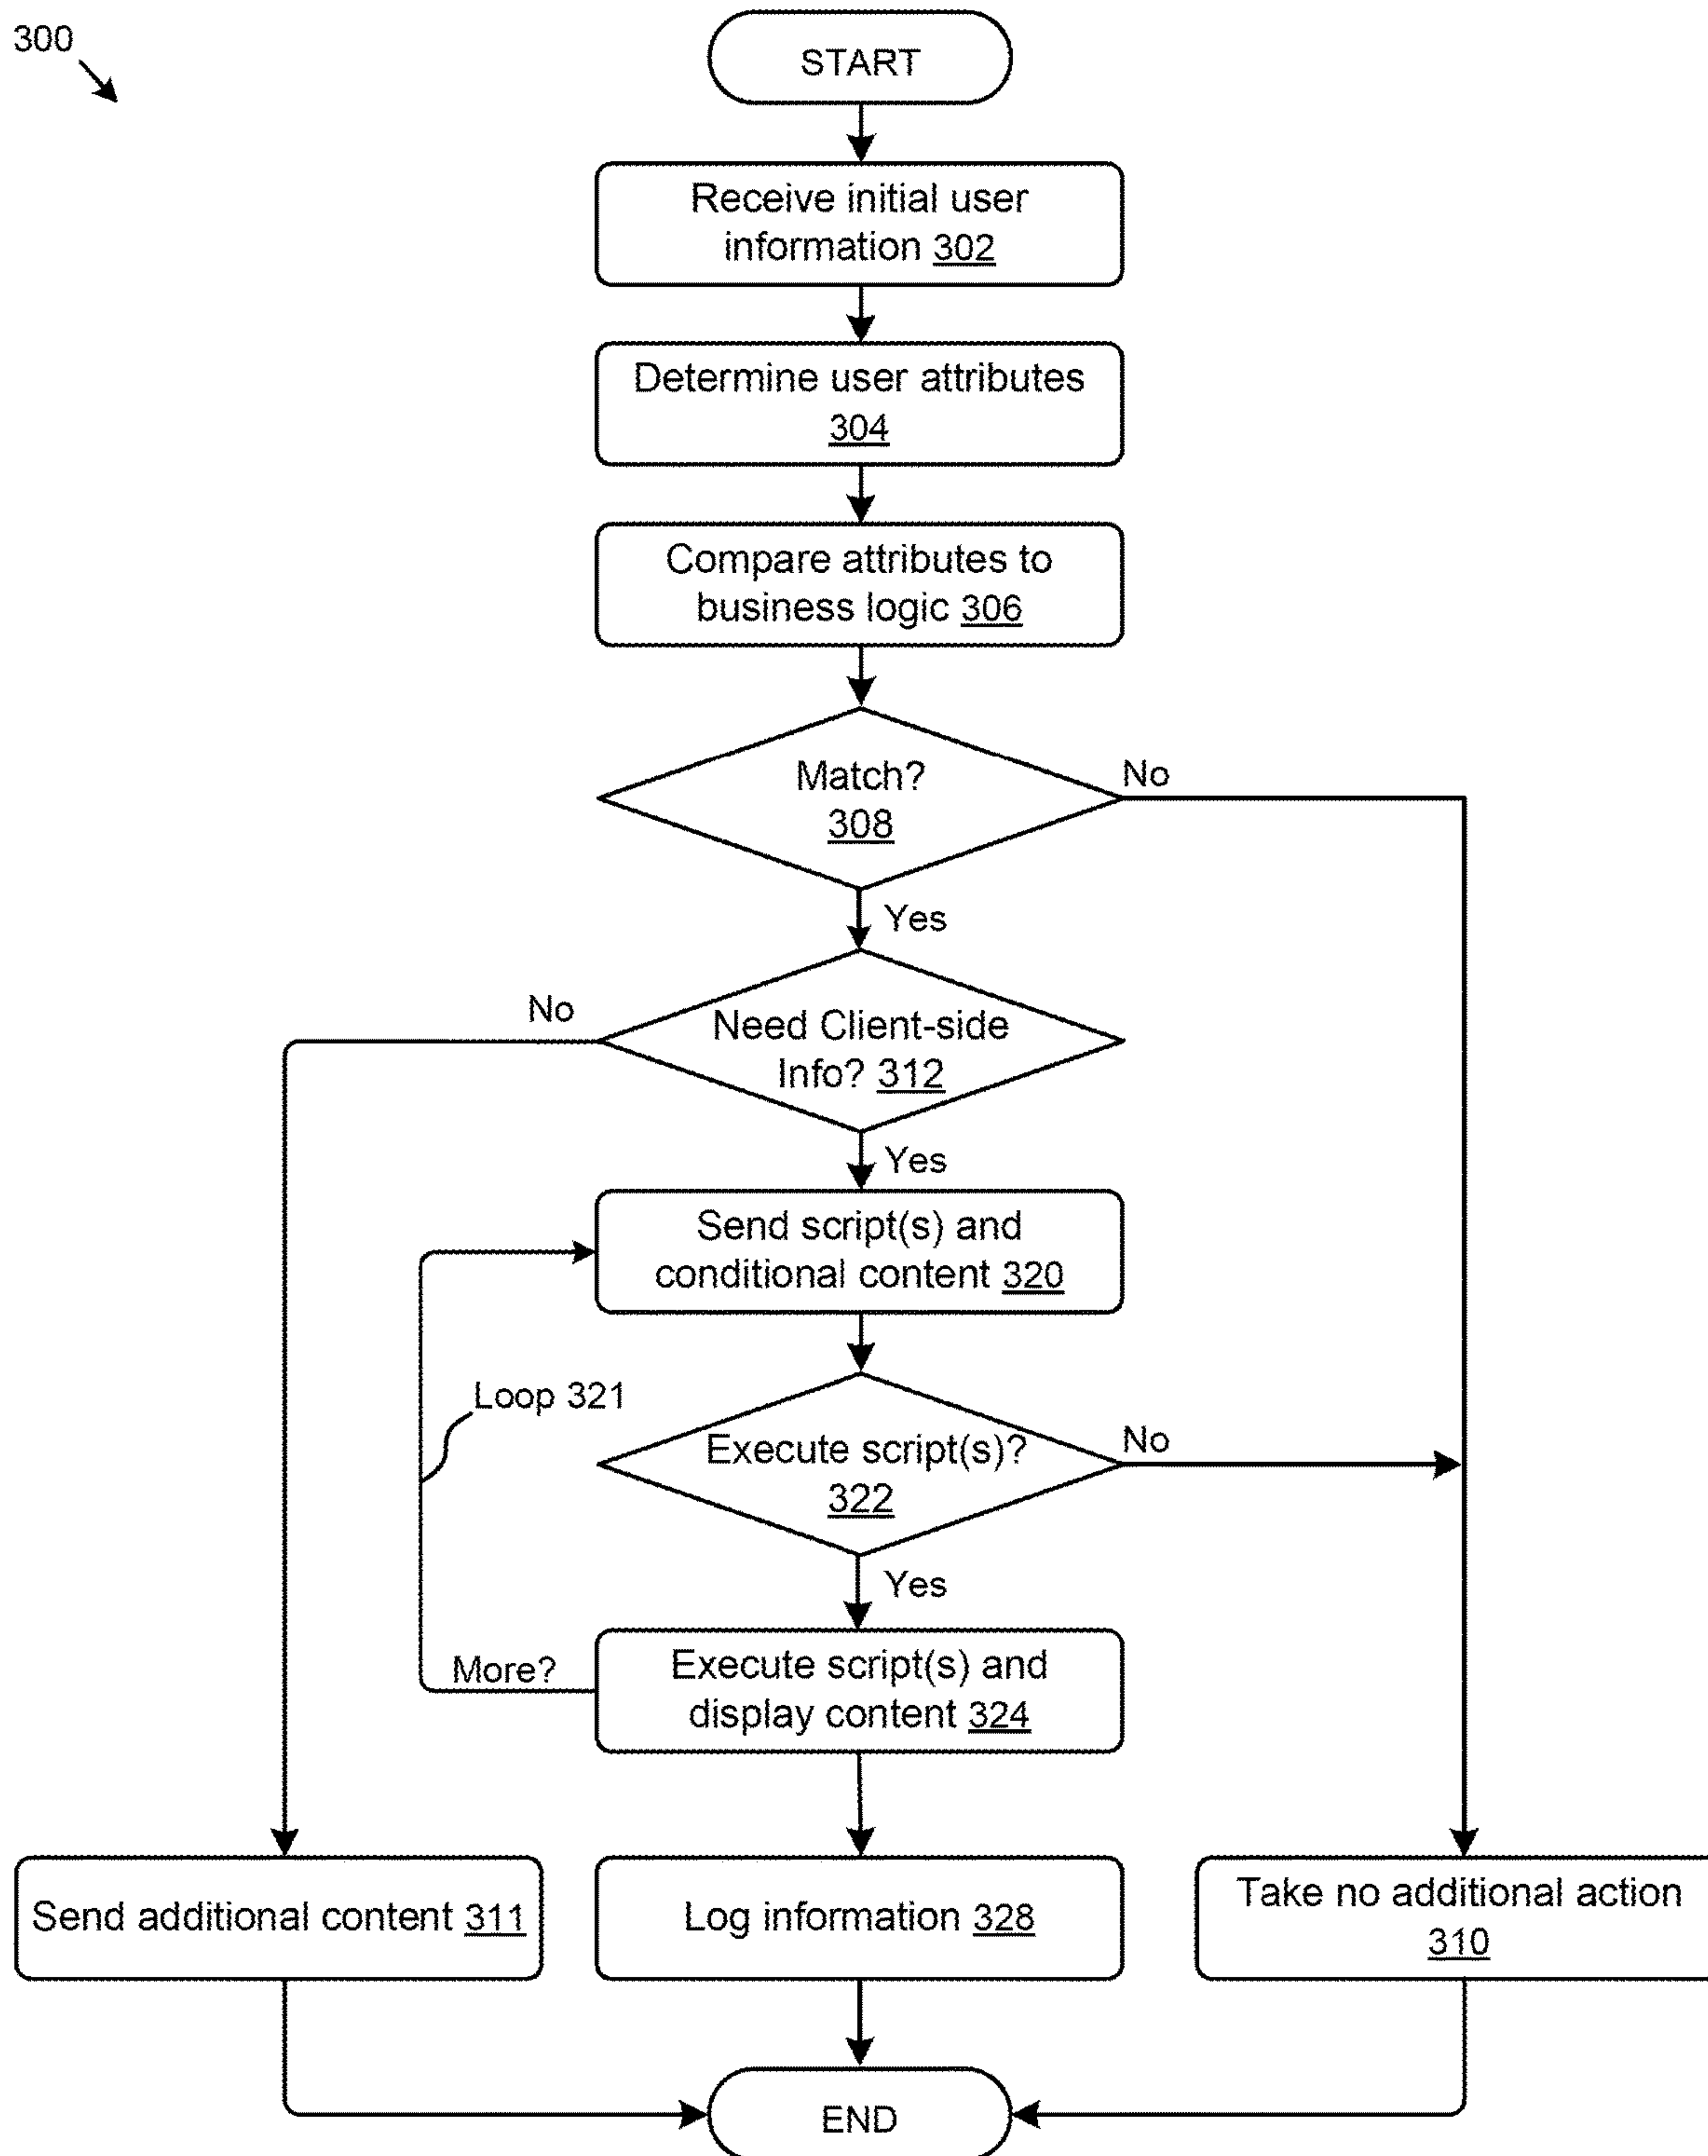 300
START
Receive initial user
information 302
Determine user attributes
304
Compare attributes to
business logic 306
Match?
308
No
Yes
No
Need Client-side
Info? 312
Yes
Send script(s) and
conditional content 320
Loop 321
Execute script(s)?
322
No
Yes
More?
Execute script(s) and
display content 324
Send additional content 311
Log information 328
Take no additional action
310
END